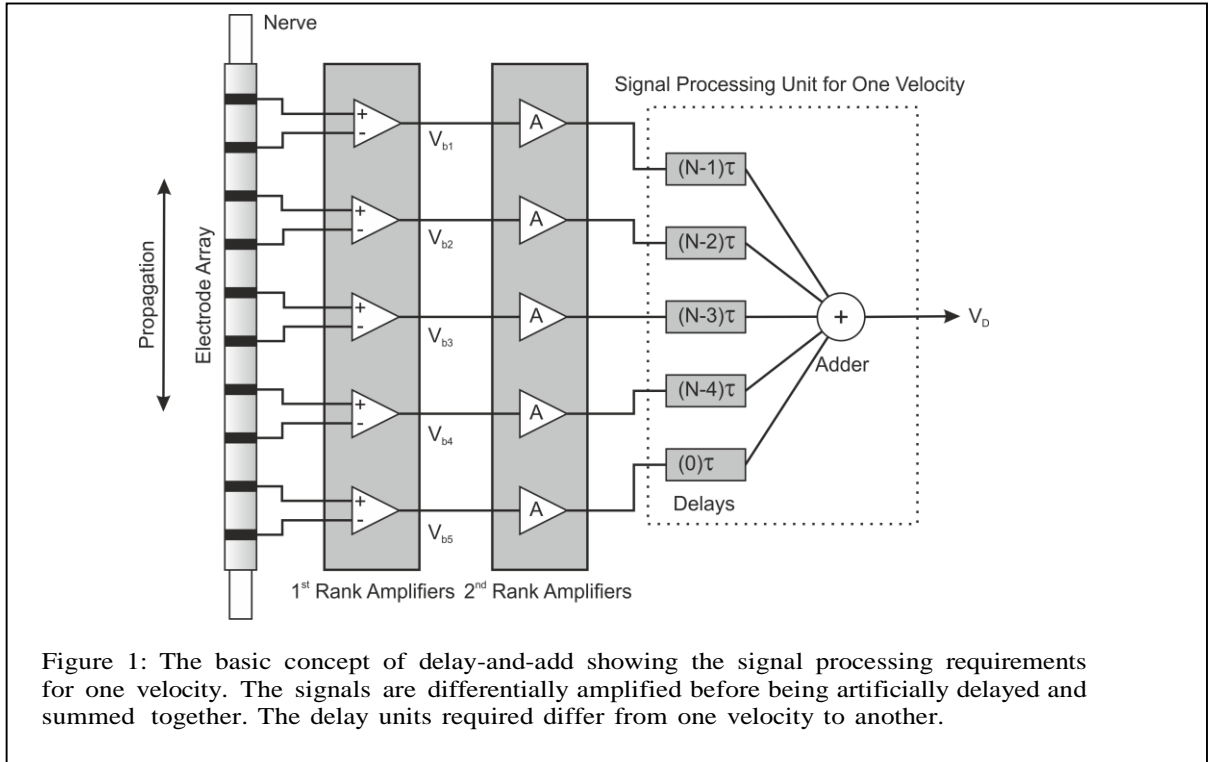 Nerve
Signal Processing Unit for One Velocity
Propagation
Electrode Array
+
-
V_b1
A
(N-1)τ
+
-
V_b2
A
(N-2)τ
+
-
V_b3
A
(N-3)τ
+
Adder
V_D
+
-
V_b4
A
(N-4)τ
+
-
V_b5
A
(0)τ
Delays
1st Rank Amplifiers
2nd Rank Amplifiers
Figure 1: The basic concept of delay-and-add showing the signal processing requirements
for one velocity. The signals are differentially amplified before being artificially delayed and
summed together. The delay units required differ from one velocity to another.